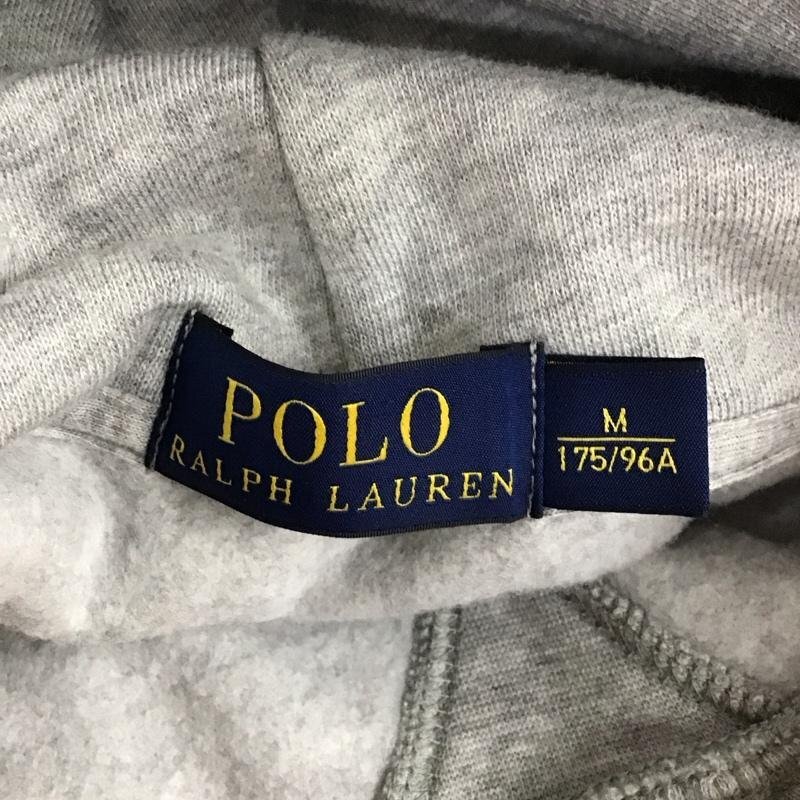 POLO
RALPH LAUREN
M
175/96A